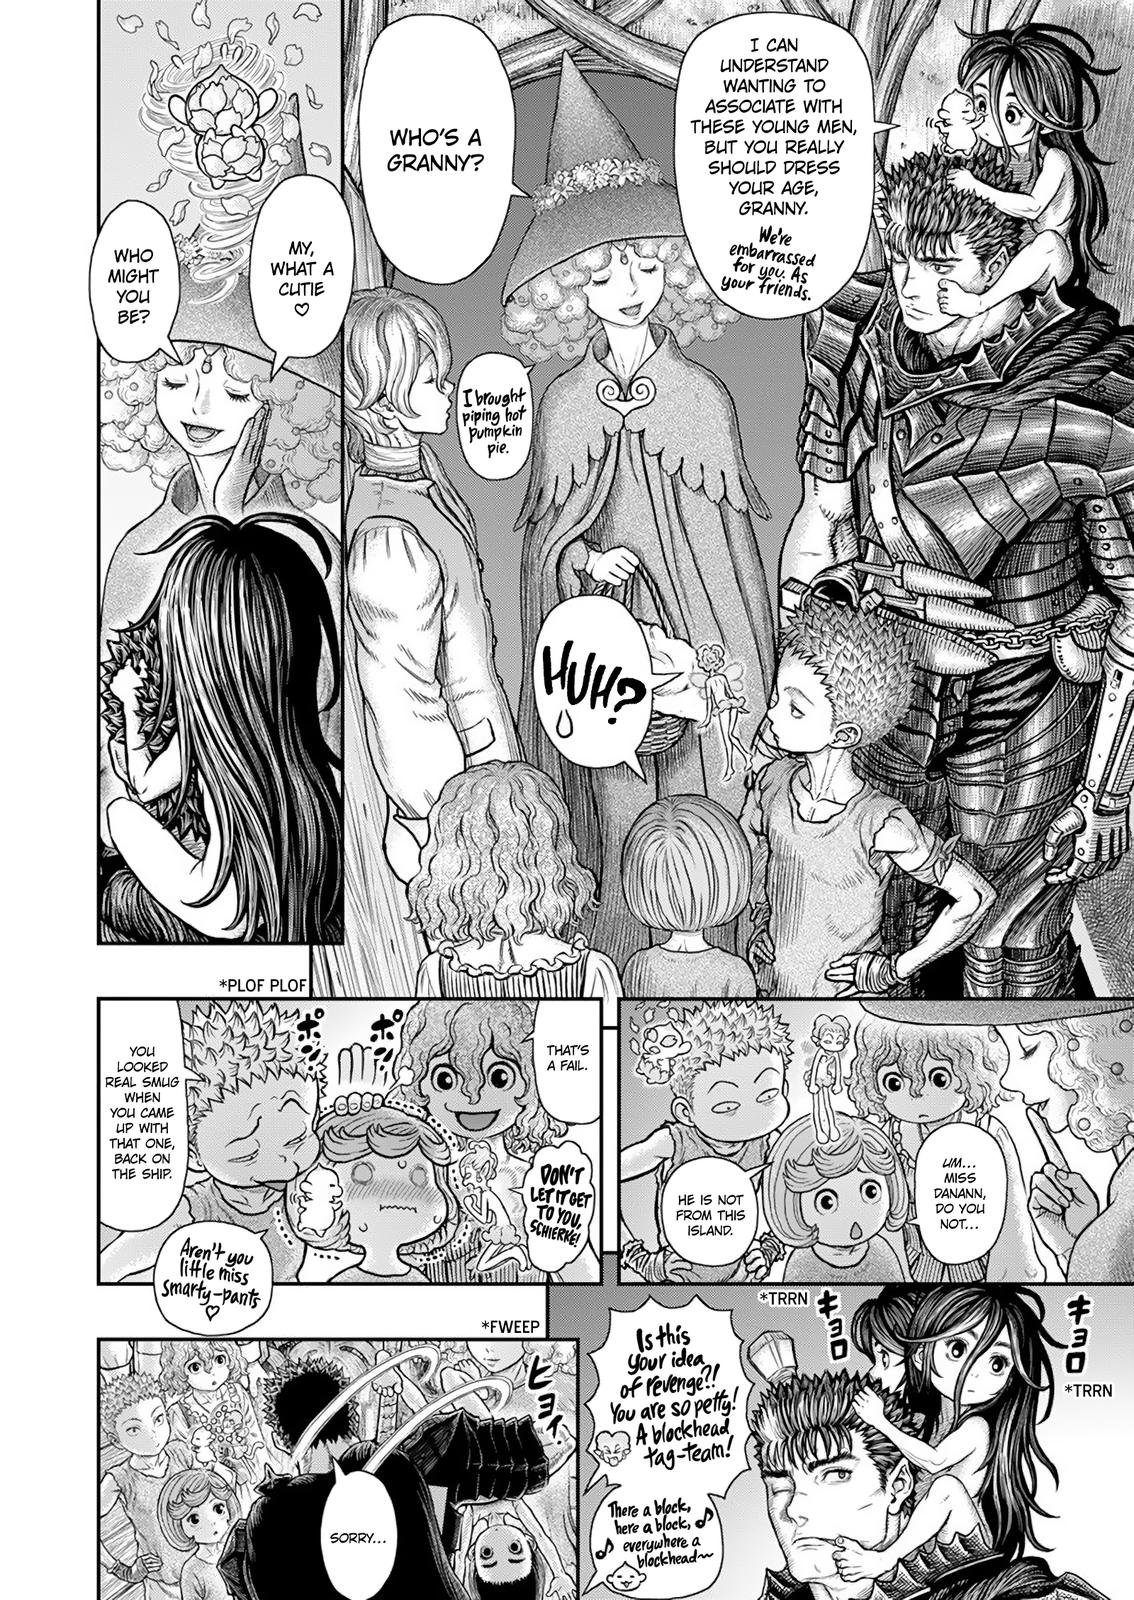 I CAN
UNDERSTAND
WANTING TO
ASSOCIATE WITH
THESE YOUNG MEN,
BUT YOU REALLY
SHOULD DRESS
YOUR AGE,
GRANNY.
We're
embarrassed
for you. As
your friends.
WHO'S A
GRANNY?
I brought
piping hot
pumpkin
pie.
HUH?
MY,
WHAT A
CUTIE
♡
WHO
MIGHT
YOU
BE?
UM...
MISS
DANANN,
DO YOU
NOT...
HE IS NOT
FROM THIS
ISLAND.
*PLOF PLOF
ポン
ポン
THAT'S
A FAIL.
DON'T
LET IT GET
TO YOU,
SCHIERKE!
YOU
LOOKED
REAL SMUG
WHEN
YOU CAME
UP WITH
THAT ONE,
BACK ON
THE SHIP.
Aren't you
little miss
Smarty-pants
♡
*TRRN
キョロ
キョロ
*TRRN
Is this
your idea
of revenge?!
You are so petty!
A blockhead
tag-team!
There a block,
here a block, ♪
♪ everywhere a
blockhead~
*FWEEP
ヒョイ
SORRY...